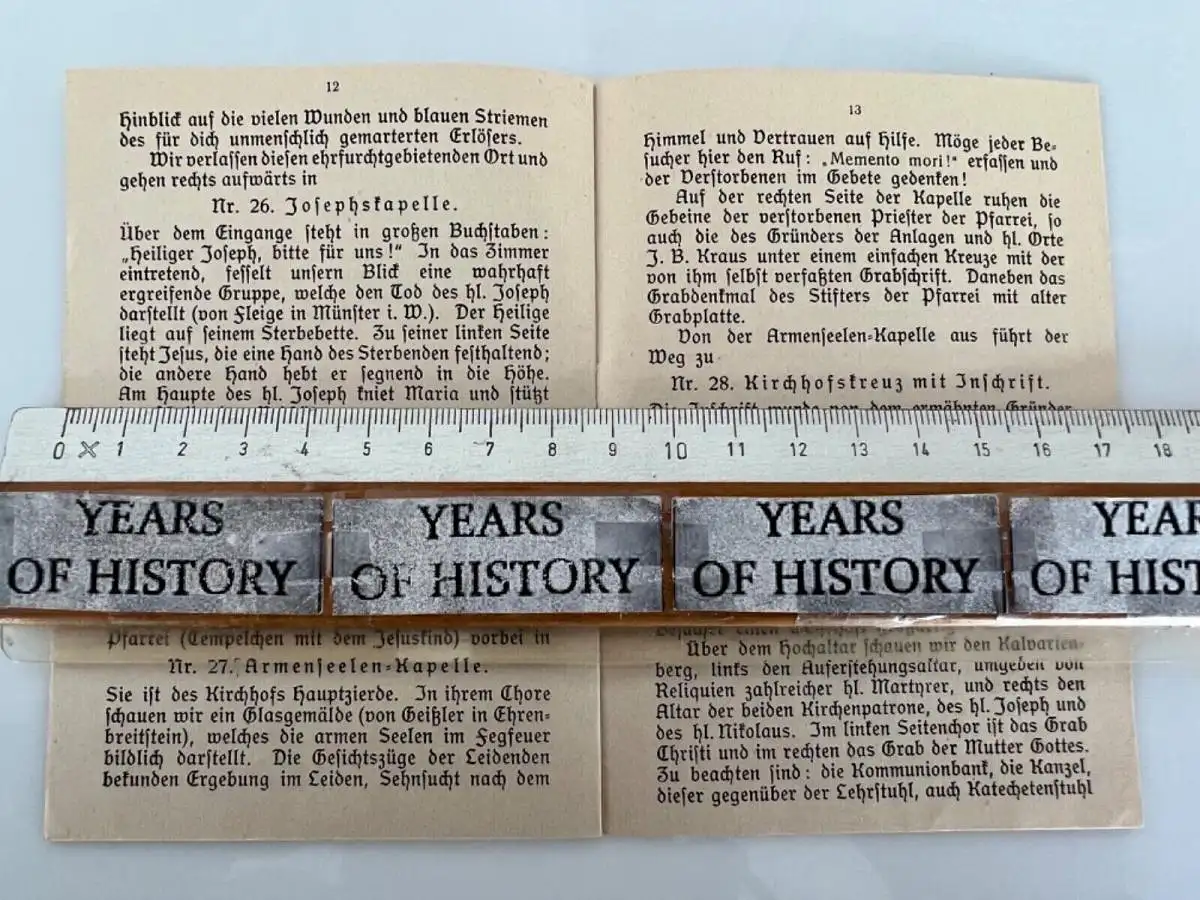 12
Hinblick auf die vielen Wunden und blauen Striemen
des für dich unmenschlich gemarterten Erlösers.
Wir verlassen diesen ehrfurchtgebietenden Ort und
gehen rechts aufwärts in
Nr. 26. Josephskapelle.
Über dem Eingange steht in großen Buchstaben:
„Heiliger Joseph, bitte für uns!“ In das Zimmer
eintretend, fesselt unsern Blick eine wahrhaft
ergreifende Gruppe, welche den Tod des hl. Joseph
darstellt (von Fleige in Münster i. W.). Der Heilige
liegt auf seinem Sterbebette. Zu seiner linken Seite
steht Jesus, die eine Hand des Sterbenden festhaltend;
die andere Hand hebt er segnend in die Höhe.
Am Haupte des hl. Joseph kniet Maria und stützt
Pfarrei (Tempelchen mit dem Jesuskind) vorbei in
Nr. 27. Armenseelen-Kapelle.
Sie ist des Kirchhofs Hauptzierde. In ihrem Chore
schauen wir ein Glasgemälde (von Geißler in Ehren-
breitstein), welches die armen Seelen im Fegfeuer
bildlich darstellt. Die Gesichtszüge der Leidenden
bekunden Ergebung im Leiden, Sehnsucht nach dem
13
Himmel und Vertrauen auf Hilfe. Möge jeder Be-
sucher hier den Ruf: „Memento mori!“ erfassen und
der Verstorbenen im Gebete gedenken!
Auf der rechten Seite der Kapelle ruhen die
Gebeine der verstorbenen Priester der Pfarrei, so
auch die des Gründers der Anlagen und hl. Orte
J. B. Kraus unter einem einfachen Kreuze mit der
von ihm selbst verfaßten Grabschrift. Daneben das
Grabdenkmal des Stifters der Pfarrei mit alter
Grabplatte.
Von der Armenseelen-Kapelle aus führt der
Weg zu
Nr. 28. Kirchhofskreuz mit Inschrift.
Die Inschrift wurde von dem ermähnten Gründer
Über dem Hochaltar schauen wir den Kalvarien-
berg, links den Auferstehungsaltar, umgeben von
Reliquien zahlreicher hl. Martyrer, und rechts den
Altar der beiden Kirchenpatrone, des hl. Joseph und
des hl. Nikolaus. Im linken Seitenchor ist das Grab
Christi und im rechten das Grab der Mutter Gottes.
Zu beachten sind: die Kommunionbank, die Kanzel,
dieser gegenüber der Lehrstuhl, auch Katechetenstuhl
0 1 2 3 4 5 6 7 8 9 10 11 12 13 14 15 16 17 18
YEARS
OF HISTORY
YEARS
OF HISTORY
YEARS
OF HISTORY
YEAR
OF HIST